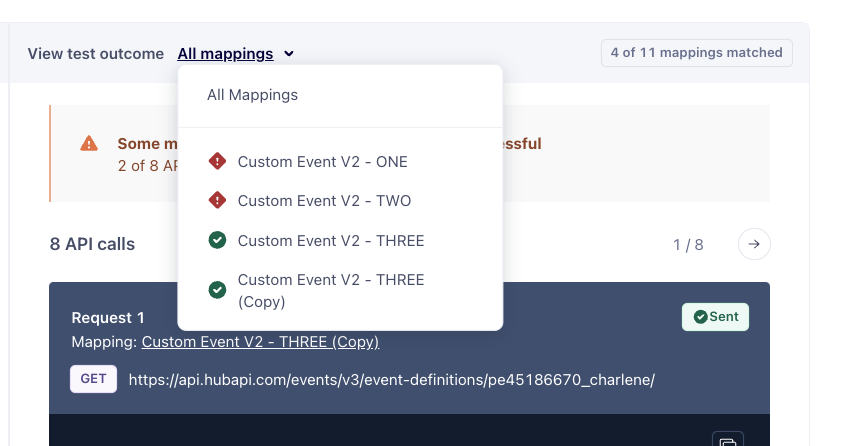 View test outcome All mappings 4 of 11 mappings matched
All Mappings
Some m ssful
2 of 8 AP
Custom Event V2 - ONE
Custom Event V2 - TWO
Custom Event V2 - THREE
Custom Event V2 - THREE
(Copy)
8 API calls 1 / 8
Request 1 Sent
Mapping: Custom Event V2 - THREE (Copy)
GET https://api.hubapi.com/events/v3/event-definitions/pe45186670_charlene/